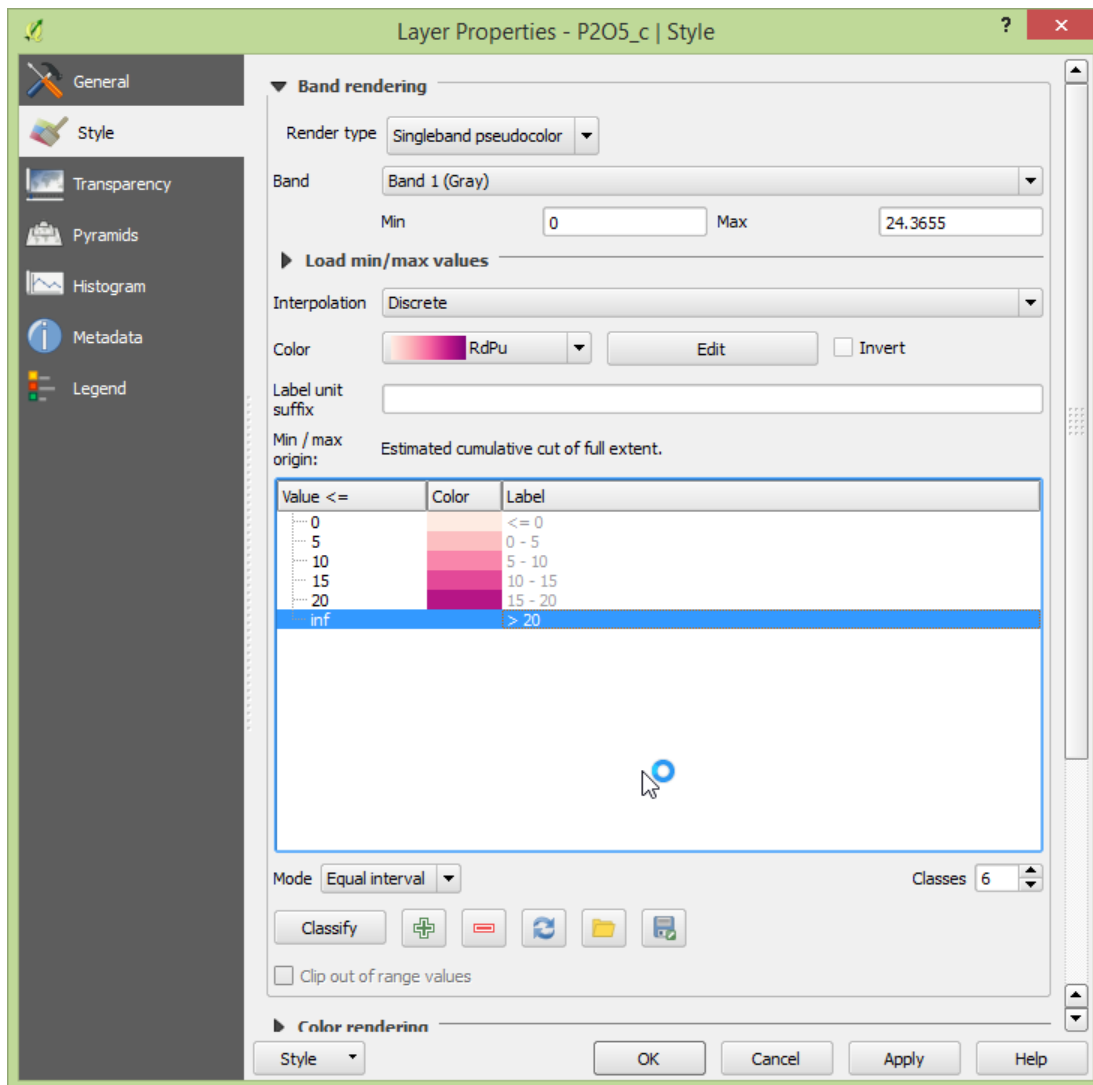 Layer Properties - P2O5_c | Style
?
General
Style
Transparency
Pyramids
Histogram
Metadata
Legend
Band rendering
Render type Singleband pseudocolor
Band Band 1 (Gray)
Min 0 Max 24.3655
Load min/max values
Interpolation Discrete
Color RdPu Edit Invert
Label unit
suffix
Min / max
origin: Estimated cumulative cut of full extent.
Value <= Color Label
0 <= 0
5 0 - 5
10 5 - 10
15 10 - 15
20 15 - 20
inf > 20
Mode Equal interval Classes 6
Classify
Clip out of range values
Color rendering
Style OK Cancel Apply Help